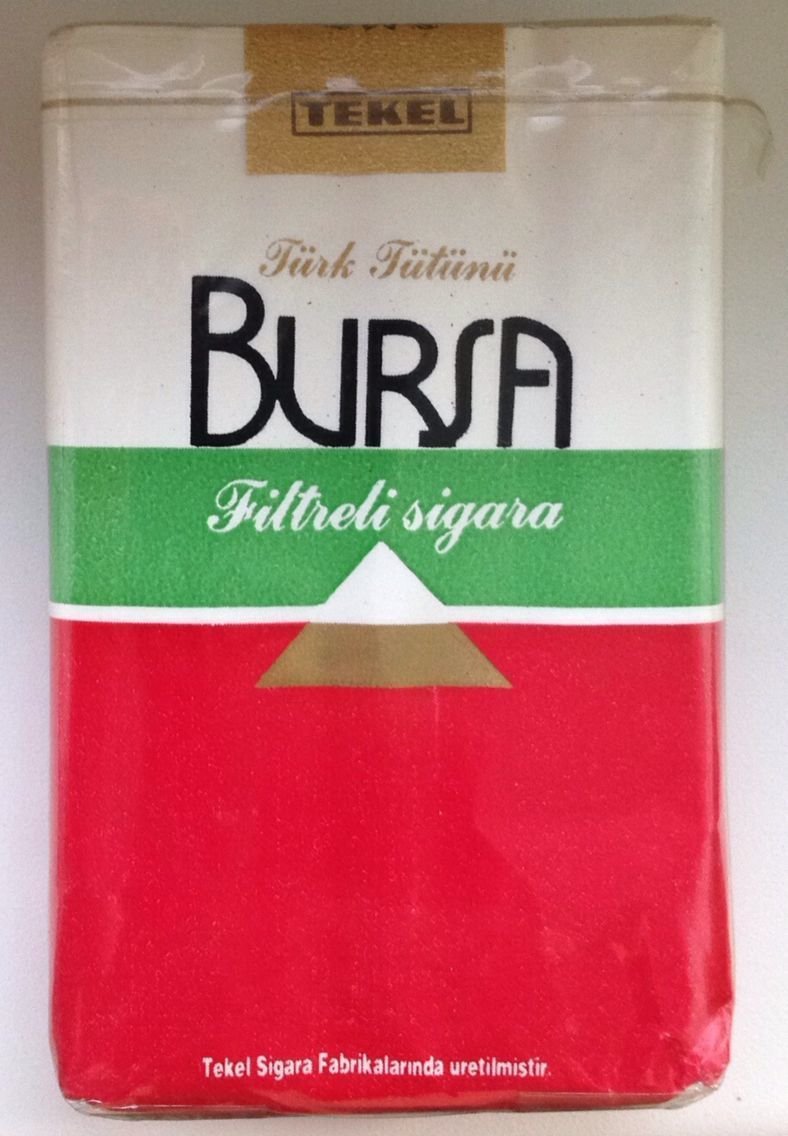 TEKEL
Türk Tütünü
BURSA
Filtreli sigara
Tekel Sigara Fabrikalarında uretilmistir.